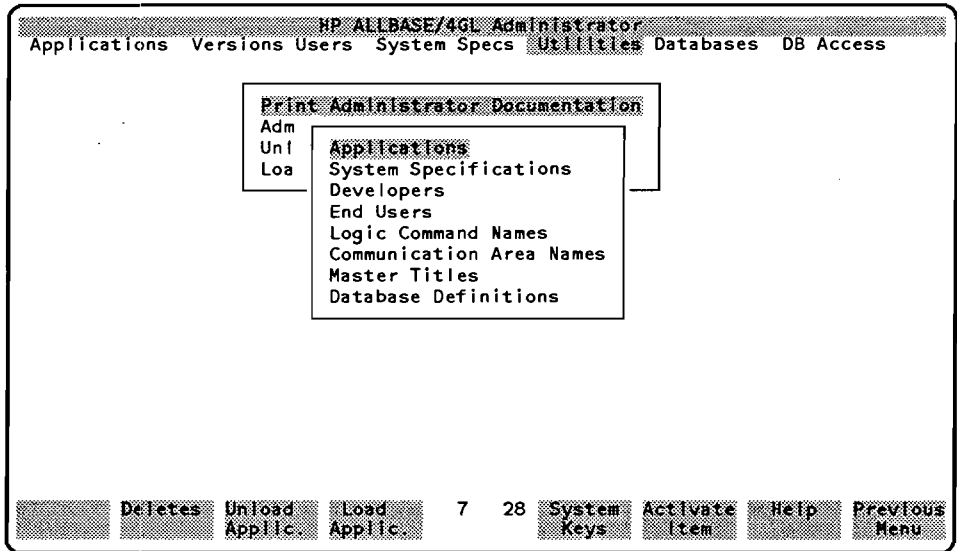 HP ALLBASE/4GL Administrator
Applications Versions Users System Specs Utilities Databases DB Access
Print Administrator Documentation
Adm
Unl
Loa
Applications
System Specifications
Developers
End Users
Logic Command Names
Communication Area Names
Master Titles
Database Definitions
Deletes Unload Load 7 28 System Activate Help Previous
Applic. Applic. Keys Item Menu